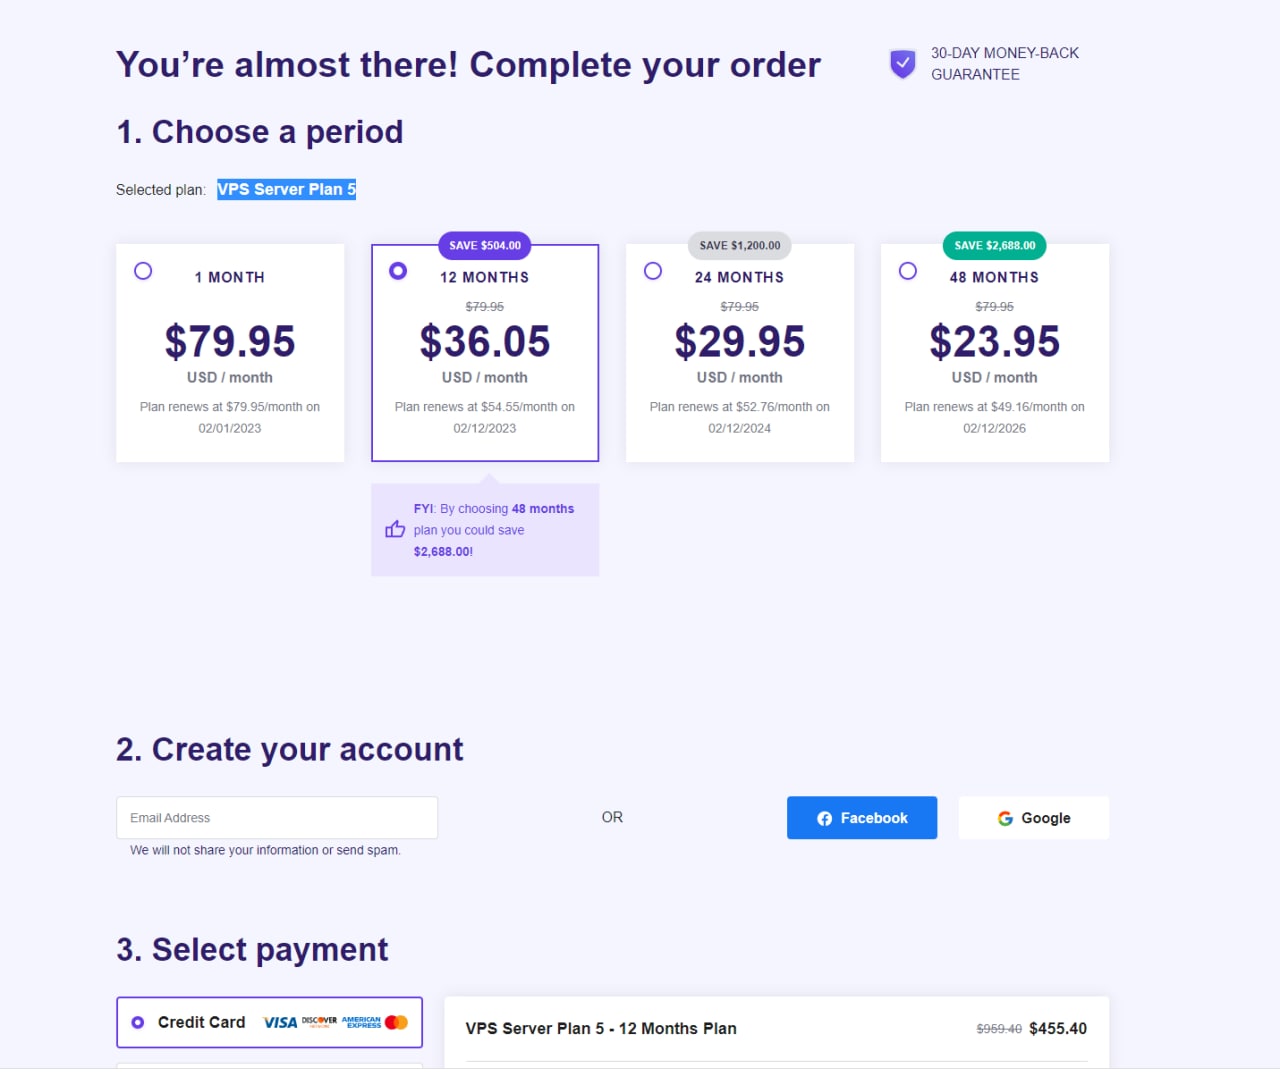 You’re almost there! Complete your order
30-DAY MONEY-BACK
GUARANTEE
1. Choose a period
Selected plan: VPS Server Plan 5
1 MONTH
$79.95
USD / month
Plan renews at $79.95/month on
02/01/2023
SAVE $504.00
12 MONTHS
$79.95
$36.05
USD / month
Plan renews at $54.55/month on
02/12/2023
SAVE $1,200.00
24 MONTHS
$79.95
$29.95
USD / month
Plan renews at $52.76/month on
02/12/2024
SAVE $2,688.00
48 MONTHS
$79.95
$23.95
USD / month
Plan renews at $49.16/month on
02/12/2026
FYI: By choosing 48 months
plan you could save
$2,688.00!
2. Create your account
Email Address
We will not share your information or send spam.
OR
Facebook
Google
3. Select payment
Credit Card VISA DISCOVER AMERICAN EXPRESS
VPS Server Plan 5 - 12 Months Plan $959.40 $455.40